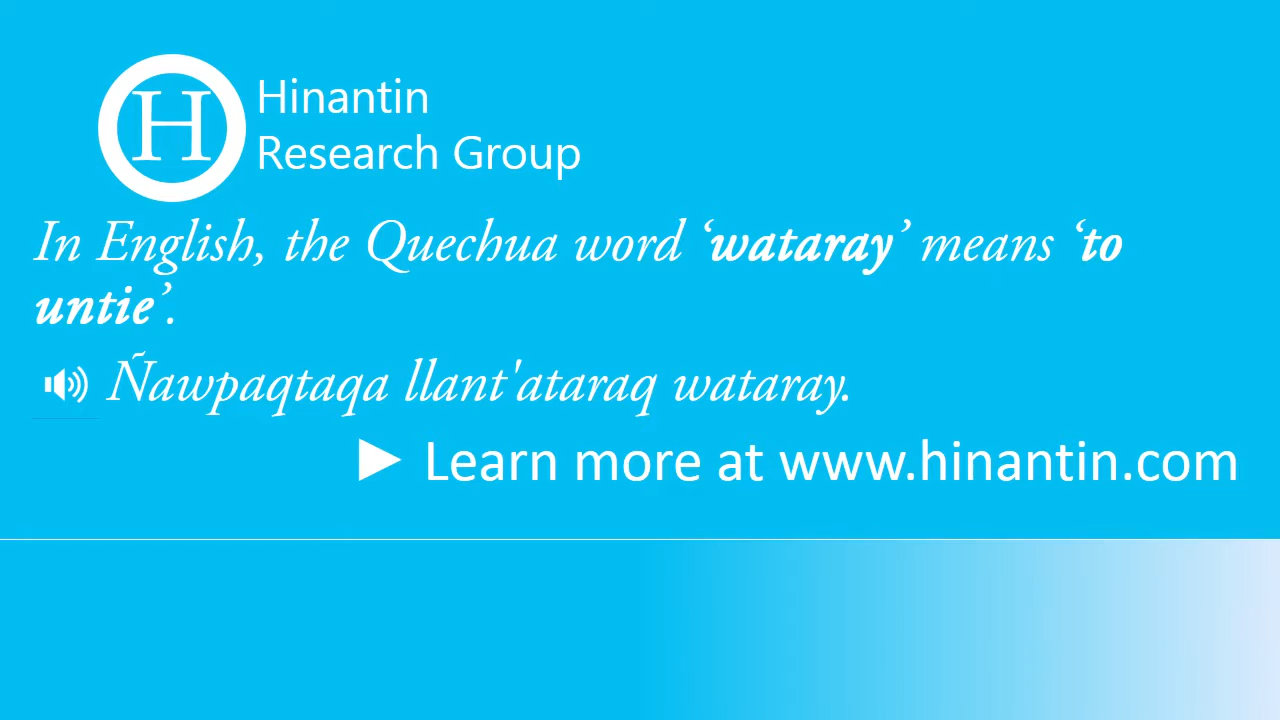 H
Hinantin
Research Group
In English, the Quechua word ‘wataray’ means ‘to
untie’.
Ñawpaqtaqa llant'ataraq wataray.
► Learn more at www.hinantin.com